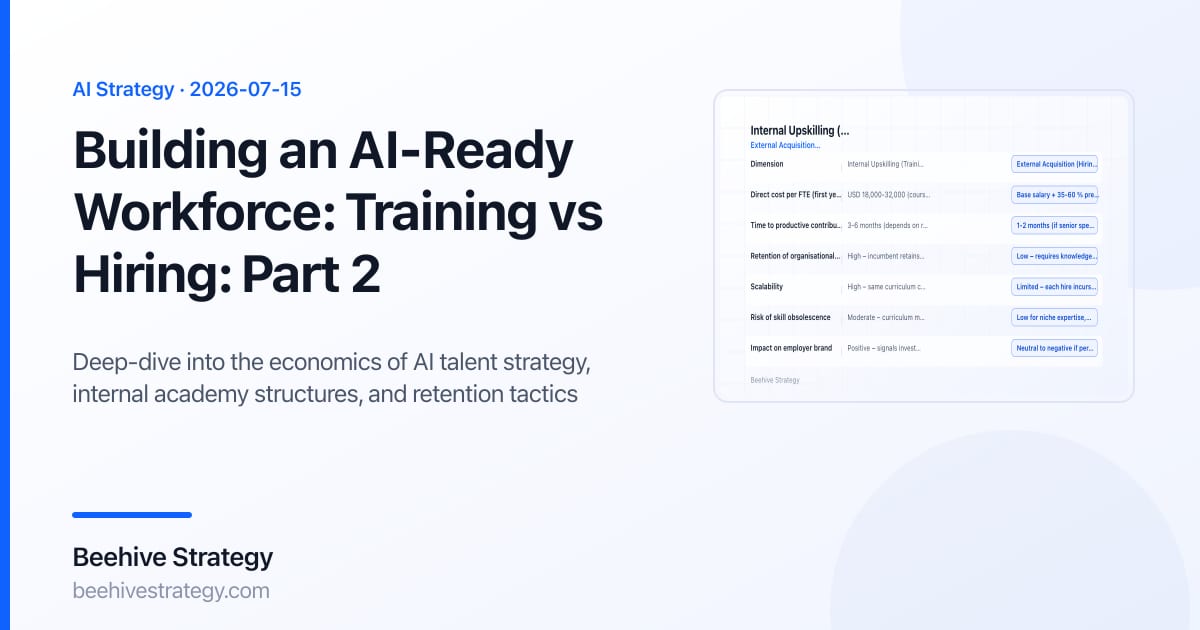 AI Strategy · 2026-07-15
Building an AI-Ready
Workforce: Training vs
Hiring: Part 2
Deep-dive into the economics of AI talent strategy,
internal academy structures, and retention tactics
Beehive Strategy
beehivestrategy.com
Internal Upskilling (...
External Acquisition...
Dimension Internal Upskilling (Traini... External Acquisition (Hirin...
Direct cost per FTE (first ye... USD 18,000-32,000 (cours... Base salary + 35-60 % pre...
Time to productive contribu... 3-6 months (depends on r... 1-2 months (if senior spe...
Retention of organisational... High – incumbent retains... Low – requires knowledge...
Scalability High – same curriculum c... Limited – each hire incurs...
Risk of skill obsolescence Moderate – curriculum m... Low for niche expertise,...
Impact on employer brand Positive – signals invest... Neutral to negative if per...
Beehive Strategy